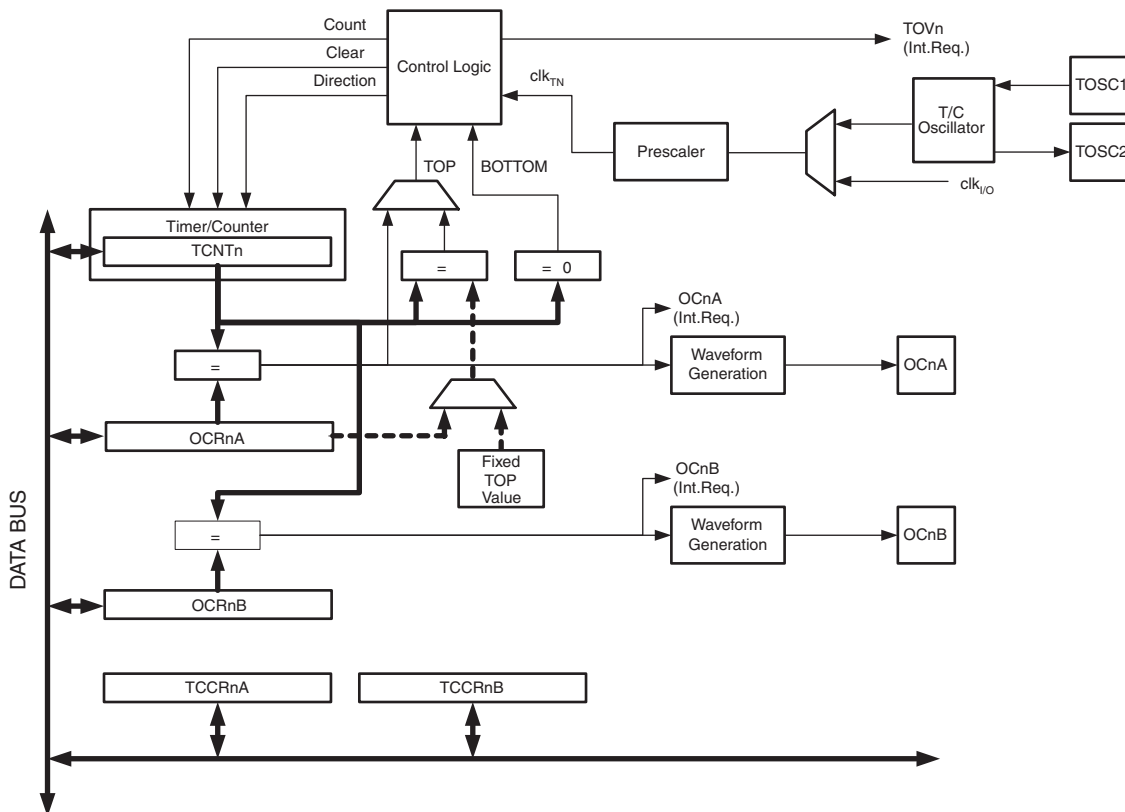 Count
Clear
Direction
Control Logic
TOVn
(Int.Req.)
clkTN
TOSC1
T/C
Oscillator
TOSC2
Prescaler
TOP
BOTTOM
clkI/O
Timer/Counter
TCNTn
=
= 0
OCnA
(Int.Req.)
=
Waveform
Generation
OCnA
OCRnA
Fixed
TOP
Value
OCnB
(Int.Req.)
=
Waveform
Generation
OCnB
DATA BUS
OCRnB
TCCRnA
TCCRnB